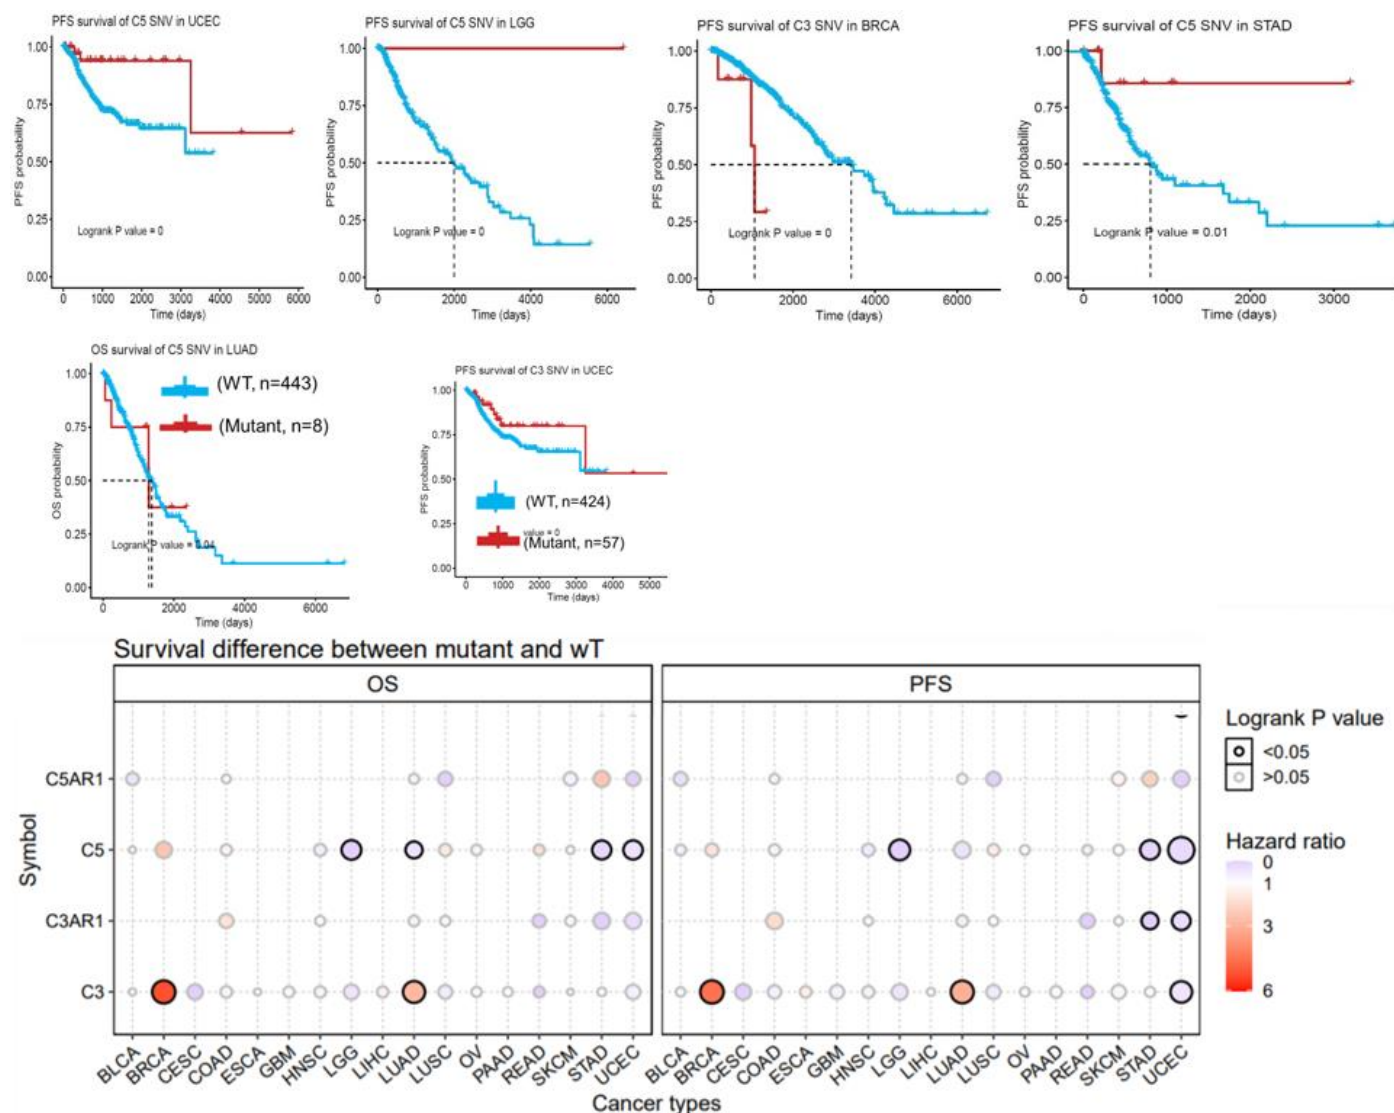 PFS survival of C5 SNV in UCEC
PFS probability
1.00
0.75
0.50
0.25
0.00
Logrank P value = 0
0 1000 2000 3000 4000 5000 6000
Time (days)
PFS survival of C5 SNV in LGG
PFS probability
1.00
0.75
0.50
0.25
0.00
Logrank P value = 0
0 2000 4000 6000
Time (days)
PFS survival of C3 SNV in BRCA
PFS probability
1.00
0.75
0.50
0.25
0.00
Logrank P value = 0
0 2000 4000 6000
Time (days)
PFS survival of C5 SNV in STAD
PFS probability
1.00
0.75
0.50
0.25
0.00
Logrank P value = 0.01
0 1000 2000 3000
Time (days)
OS survival of C5 SNV in LUAD
OS probability
1.00
0.75
0.50
0.25
0.00
(WT, n=443)
(Mutant, n=8)
Logrank P value = 0.04
0 2000 4000 6000
Time (days)
PFS survival of C3 SNV in UCEC
PFS probability
1.00
0.75
0.50
0.25
0.00
(WT, n=424)
value = 0
(Mutant, n=57)
0 1000 2000 3000 4000 5000
Time (days)
Survival difference between mutant and wT
OS
PFS
Symbol
C5AR1
C5
C3AR1
C3
BLCA BRCA CESC COAD ESCA GBM HNSC LGG LIHC LUAD LUSC OV PAAD READ SKCM STAD UCEC
BLCA BRCA CESC COAD ESCA GBM HNSC LGG LIHC LUAD LUSC OV PAAD READ SKCM STAD UCEC
Cancer types
Logrank P value
<0.05
>0.05
Hazard ratio
0
1
3
6